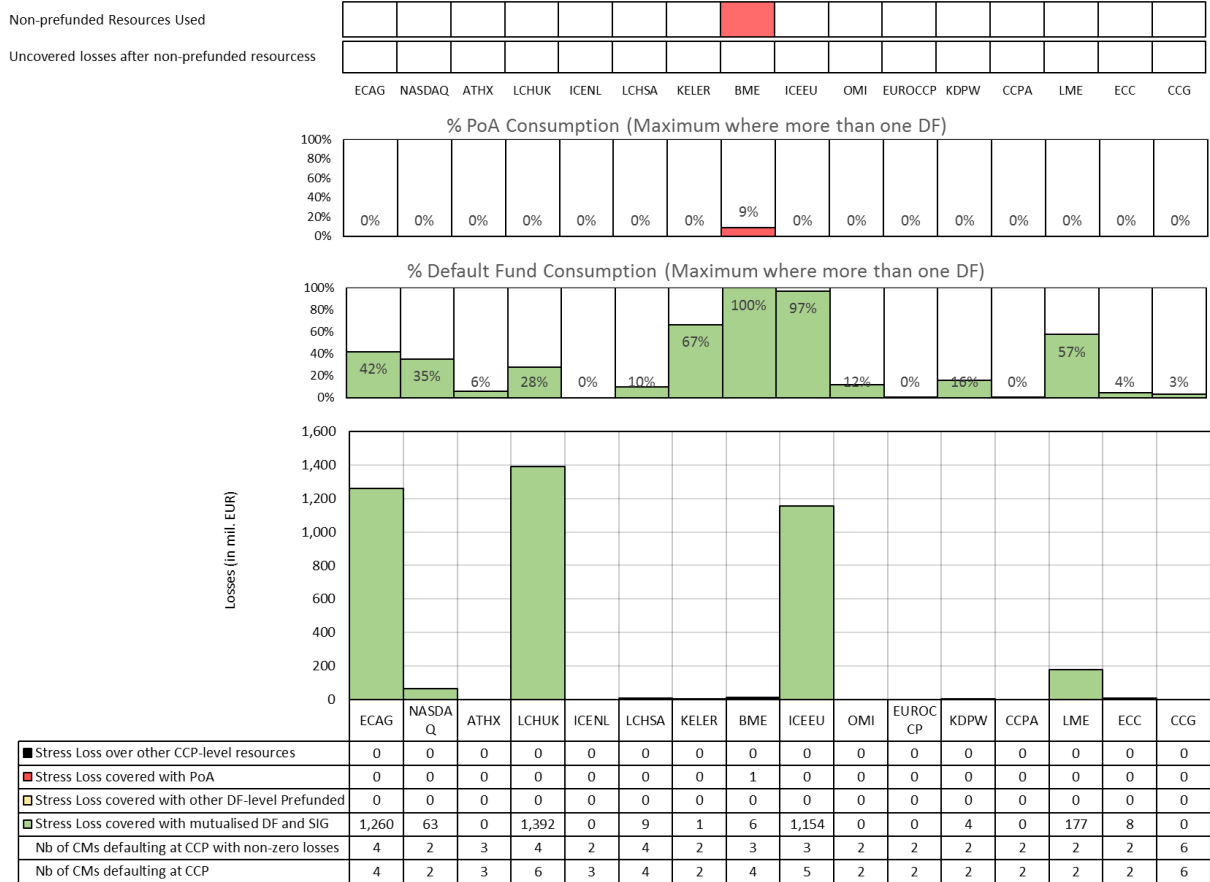 Non-prefunded Resources Used
Uncovered losses after non-prefunded resourcess
ECAG NASDAQ ATHX LCHUK ICENL LCHSA KELER BME ICEEU OMI EUROCCP KDPW CCPA LME ECC CCG
% PoA Consumption (Maximum where more than one DF)
100%
80%
60%
40%
20%
0%
0% 0% 0% 0% 0% 0% 0% 9% 0% 0% 0% 0% 0% 0% 0% 0%
% Default Fund Consumption (Maximum where more than one DF)
100%
80%
60%
40%
20%
0%
42% 35% 6% 28% 0% 10% 67% 100% 97% 12% 0% 16% 0% 57% 4% 3%
Losses (in mil. EUR)
1,600
1,400
1,200
1,000
800
600
400
200
0
ECAG NASDA Q ATHX LCHUK ICENL LCHSA KELER BME ICEEU OMI EUROC CP KDPW CCPA LME ECC CCG
Stress Loss over other CCP-level resources 0 0 0 0 0 0 0 0 0 0 0 0 0 0 0 0
Stress Loss covered with PoA 0 0 0 0 0 0 0 1 0 0 0 0 0 0 0 0
Stress Loss covered with other DF-level Prefunded 0 0 0 0 0 0 0 0 0 0 0 0 0 0 0 0
Stress Loss covered with mutualised DF and SIG 1,260 63 0 1,392 0 9 1 6 1,154 0 0 4 0 177 8 0
Nb of CMs defaulting at CCP with non-zero losses 4 2 3 4 2 4 2 3 3 2 2 2 2 2 2 6
Nb of CMs defaulting at CCP 4 2 3 6 3 4 2 4 5 2 2 2 2 2 2 6